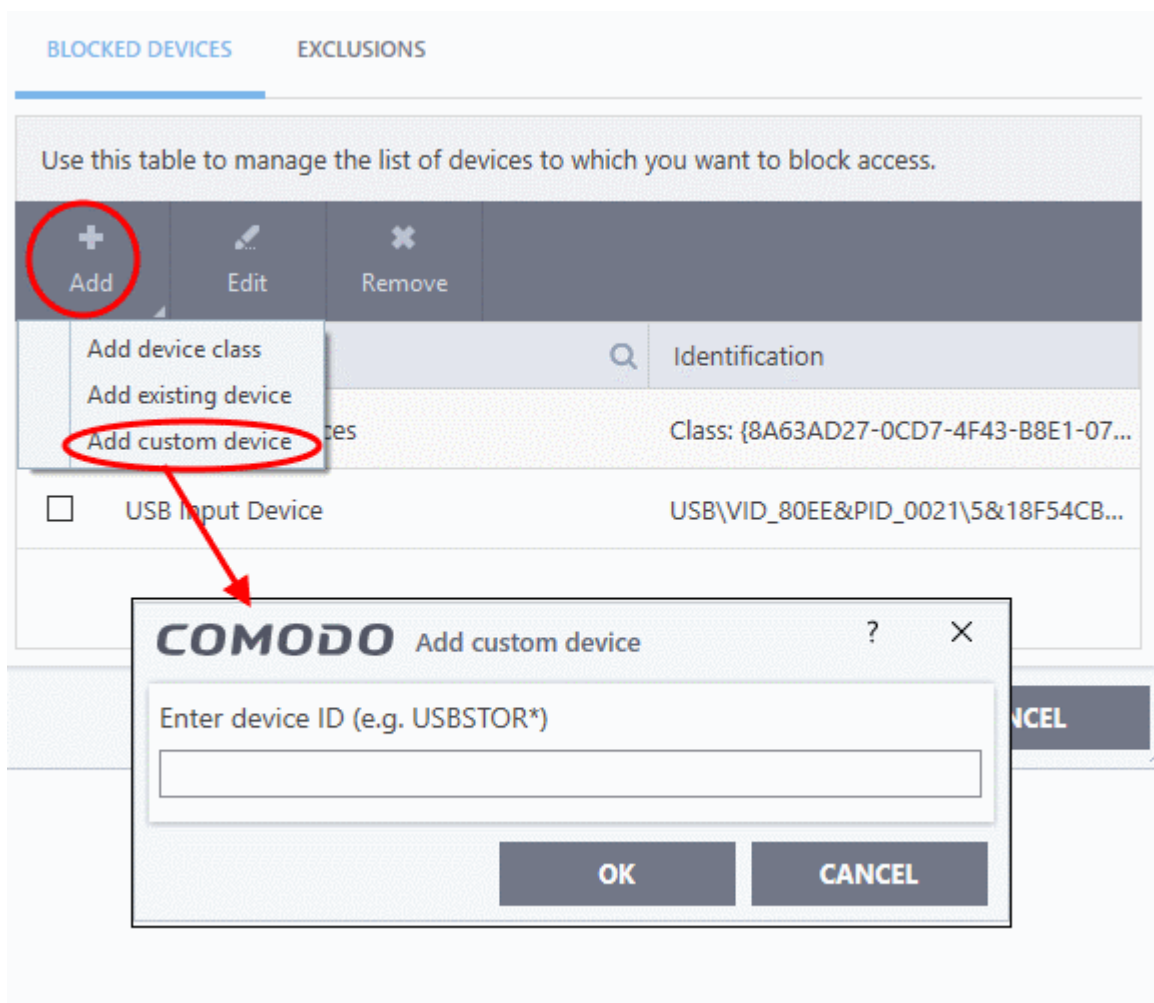 BLOCKED DEVICES EXCLUSIONS
Use this table to manage the list of devices to which you want to block access.
Add Edit Remove
Add device class
Identification
Add existing device
Add custom device
ces Class: {8A63AD27-0CD7-4F43-B8E1-07...
USB Input Device USB\VID_80EE&PID_0021\5&18F54CB...
COMODO Add custom device ?
Enter device ID (e.g. USBSTOR*)
NCEL
OK CANCEL